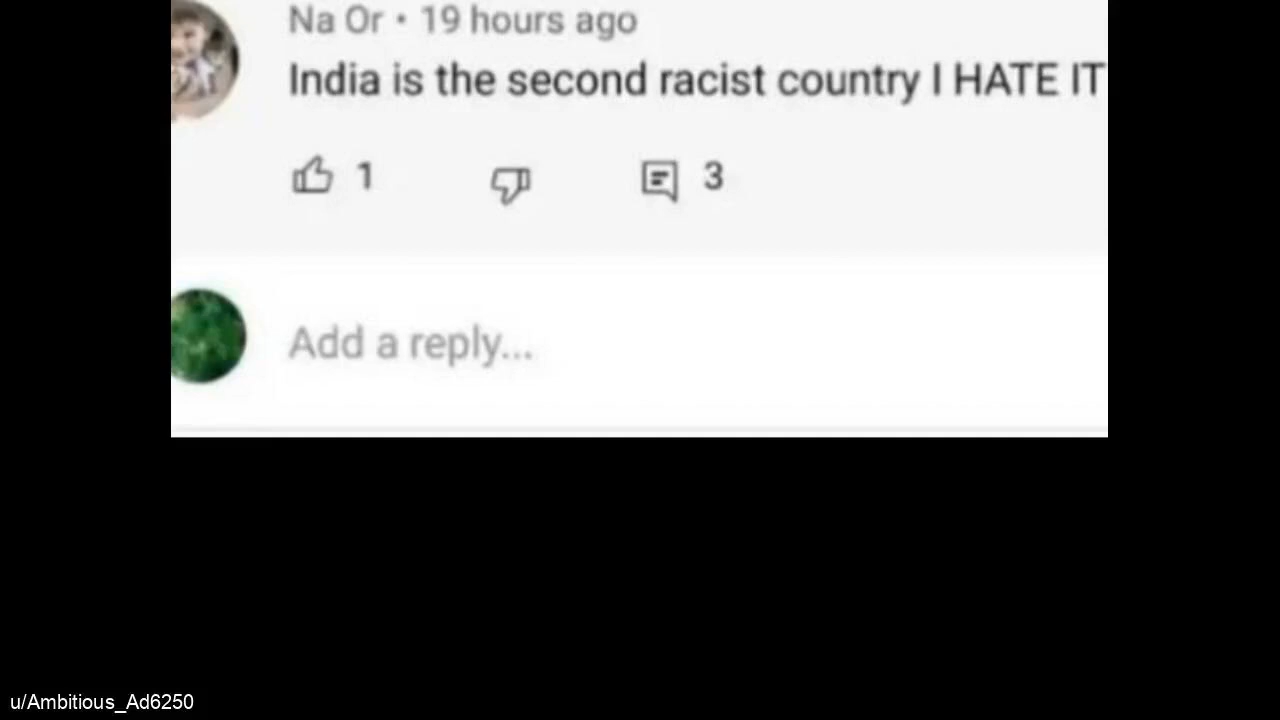 Na Or • 19 hours ago
India is the second racist country I HATE IT
1 3
Add a reply...
u/Ambitious_Ad6250